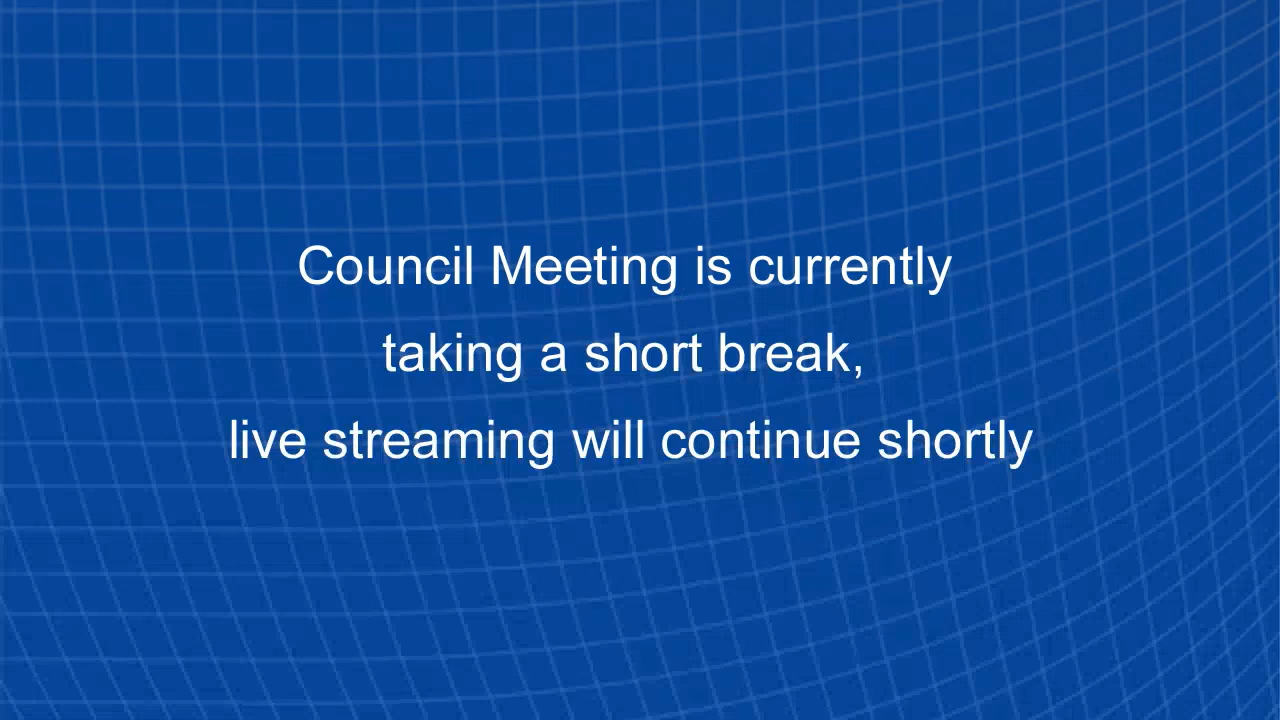 Council Meeting is currently
taking a short break,
live streaming will continue shortly